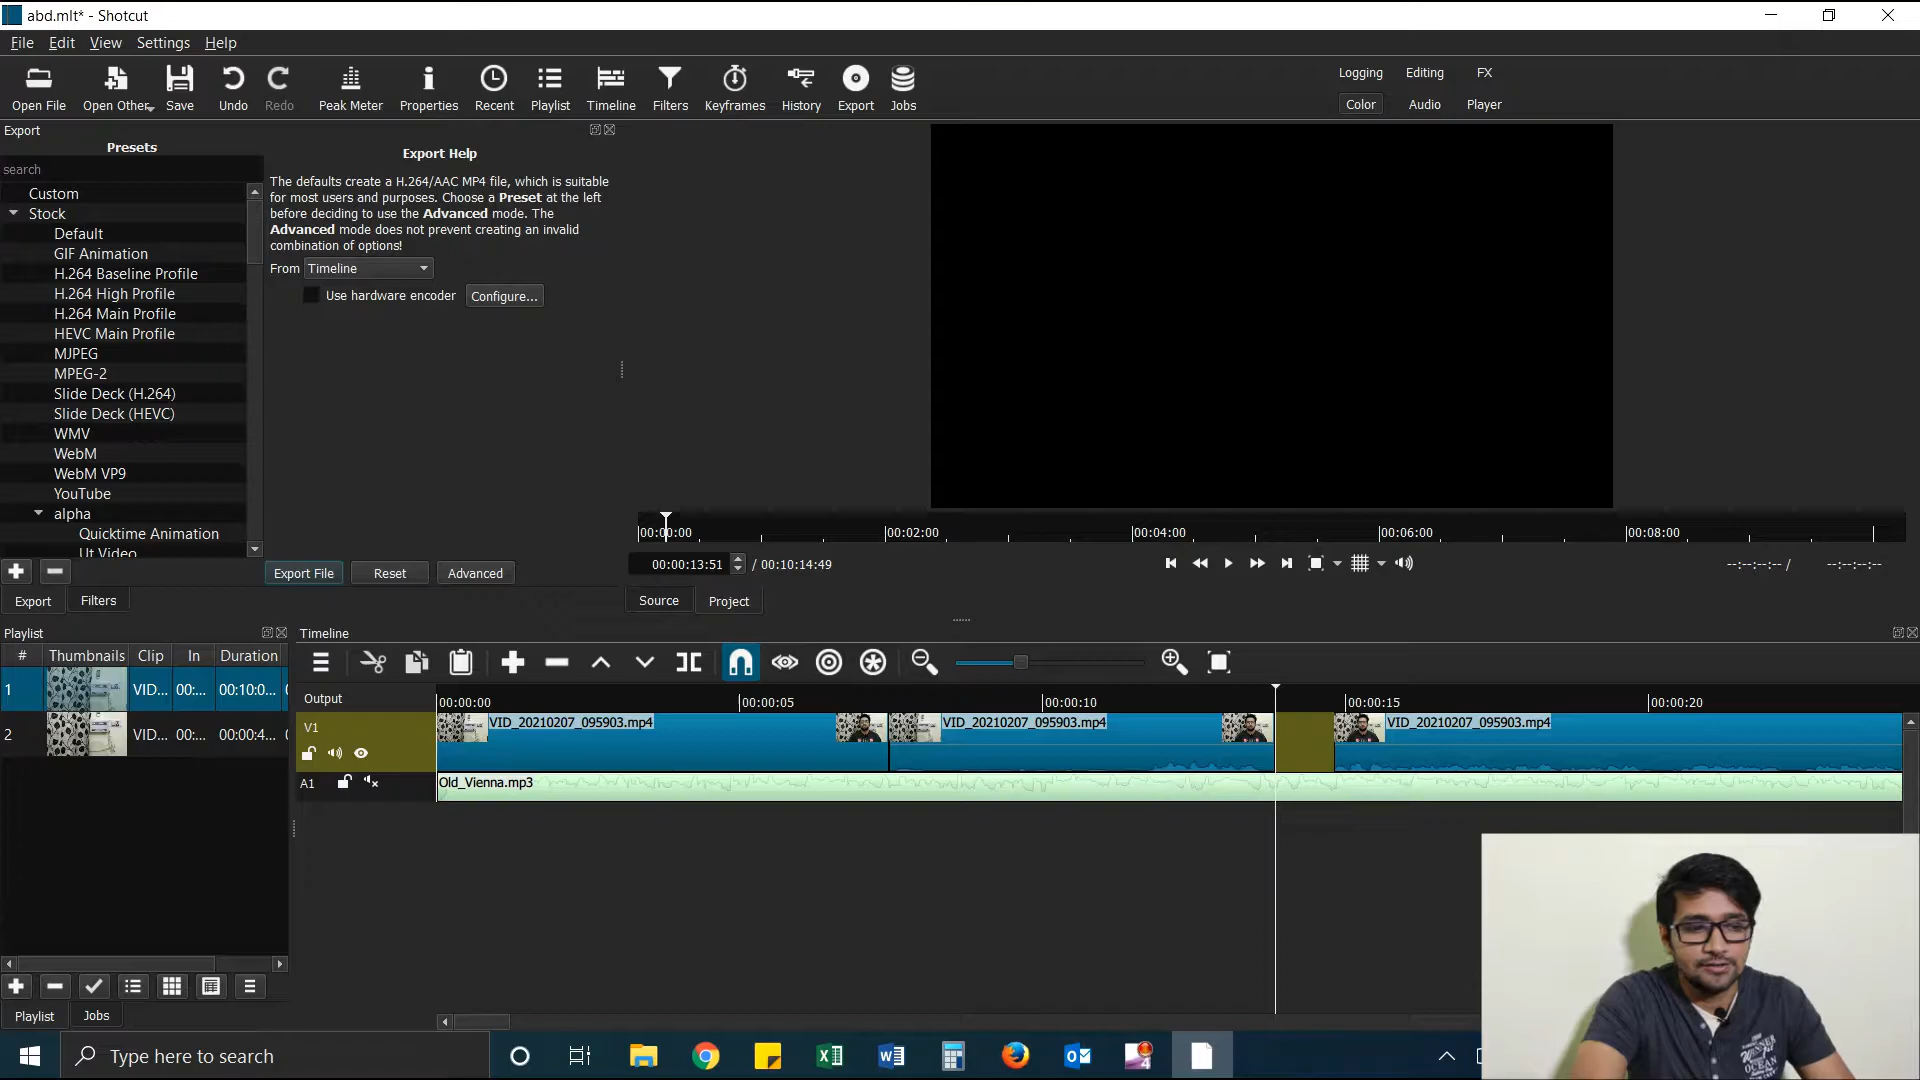 abd.mlt* - Shotcut
File Edit View Settings Help
Open File Open Other Save Undo Redo Peak Meter Properties Recent Playlist Timeline Filters Keyframes History Export Jobs
Logging Editing FX
Color Audio Player
Export
Presets
search
Custom
Stock
Default
GIF Animation
H.264 Baseline Profile
H.264 High Profile
H.264 Main Profile
HEVC Main Profile
MJPEG
MPEG-2
Slide Deck (H.264)
Slide Deck (HEVC)
WMV
WebM
WebM VP9
YouTube
alpha
Quicktime Animation
Ut Video
Export Help
The defaults create a H.264/AAC MP4 file, which is suitable
for most users and purposes. Choose a Preset at the left
before deciding to use the Advanced mode. The
Advanced mode does not prevent creating an invalid
combination of options!
From Timeline
Use hardware encoder Configure...
Export File Reset Advanced
Export Filters
00:00:00 00:02:00 00:04:00 00:06:00 00:08:00
00:00:13:51 / 00:10:14:49 --:--:--:-- / --:--:--:--
Source Project
Playlist
# Thumbnails Clip In Duration
1 VID... 00:... 00:10:0...
2 VID... 00:... 00:00:4...
Playlist Jobs
Timeline
Output 00:00:00 00:00:05 00:00:10 00:00:15 00:00:20
V1 VID_20210207_095903.mp4 VID_20210207_095903.mp4 VID_20210207_095903.mp4
A1 Old_Vienna.mp3
Type here to search